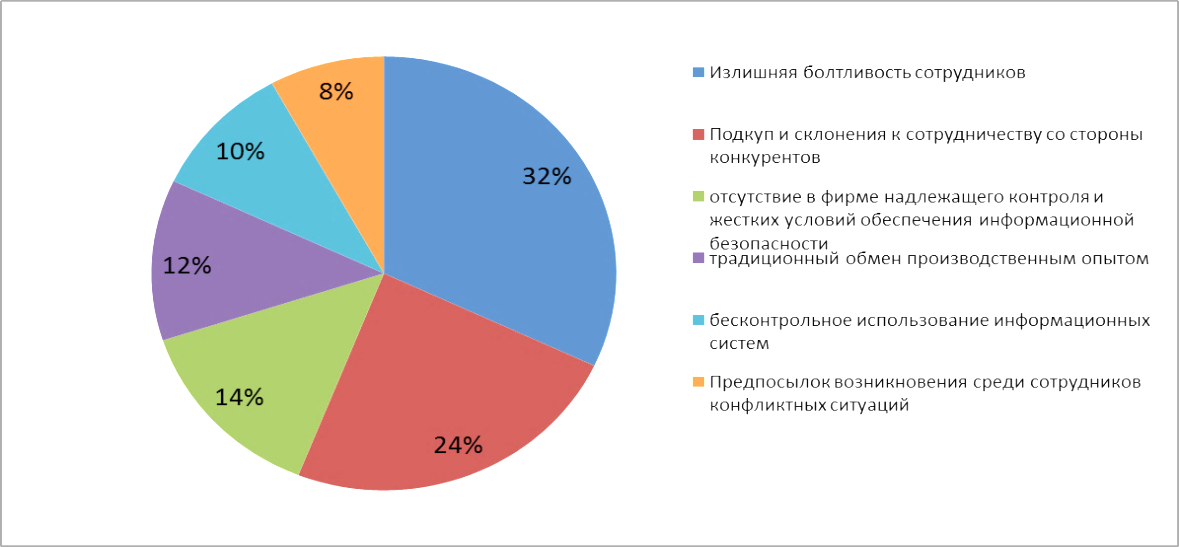 8%
10%
32%
12%
14%
24%
Излишняя болтливость сотрудников
Подкуп и склонения к сотрудничеству со стороны
конкурентов
отсутствие в фирме надлежащего контроля и
жестких условий обеспечения информационной
безопасности
традиционный обмен производственным опытом
бесконтрольное использование информационных
систем
Предпосылок возникновения среди сотрудников
конфликтных ситуаций